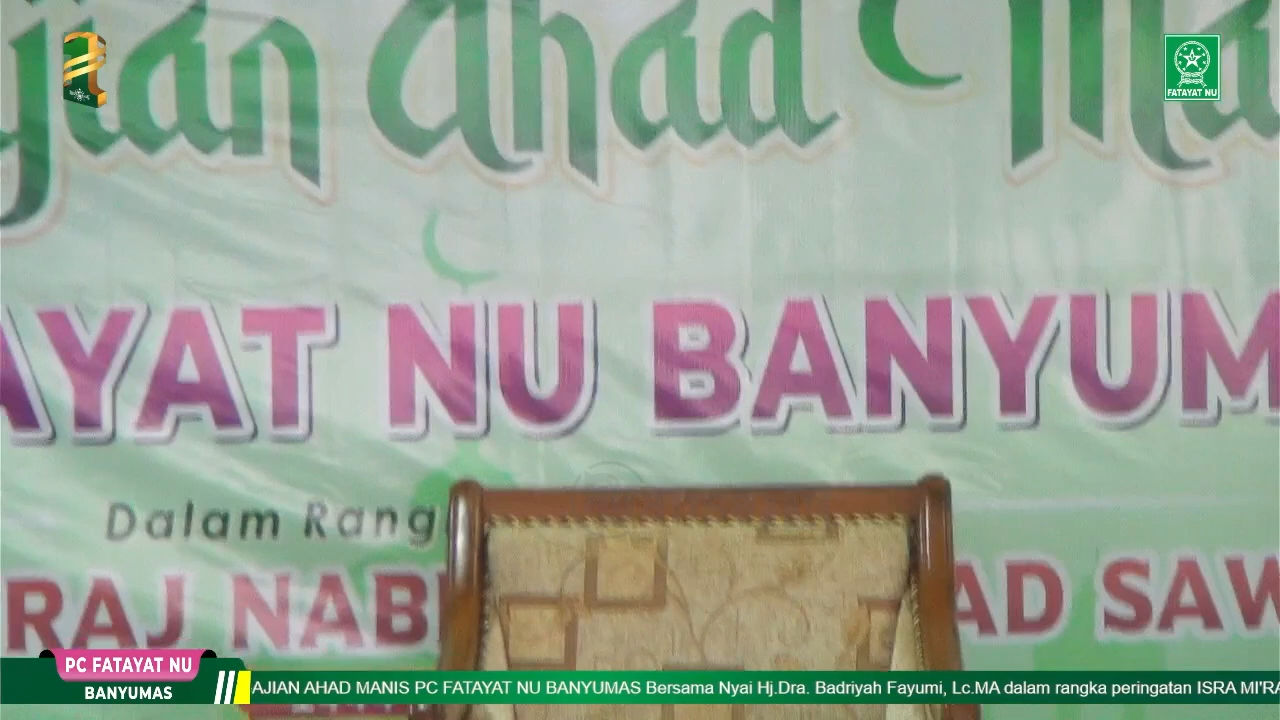 jian Ahad Ma
FATAYAT NU
AYAT NU BANYUM
Dalam Rang
RAJ NAB AD SAW
PC FATAYAT NU
BANYUMAS
AJIAN AHAD MANIS PC FATAYAT NU BANYUMAS Bersama Nyai Hj.Dra. Badriyah Fayumi, Lc.MA dalam rangka peringatan ISRA MI'RA